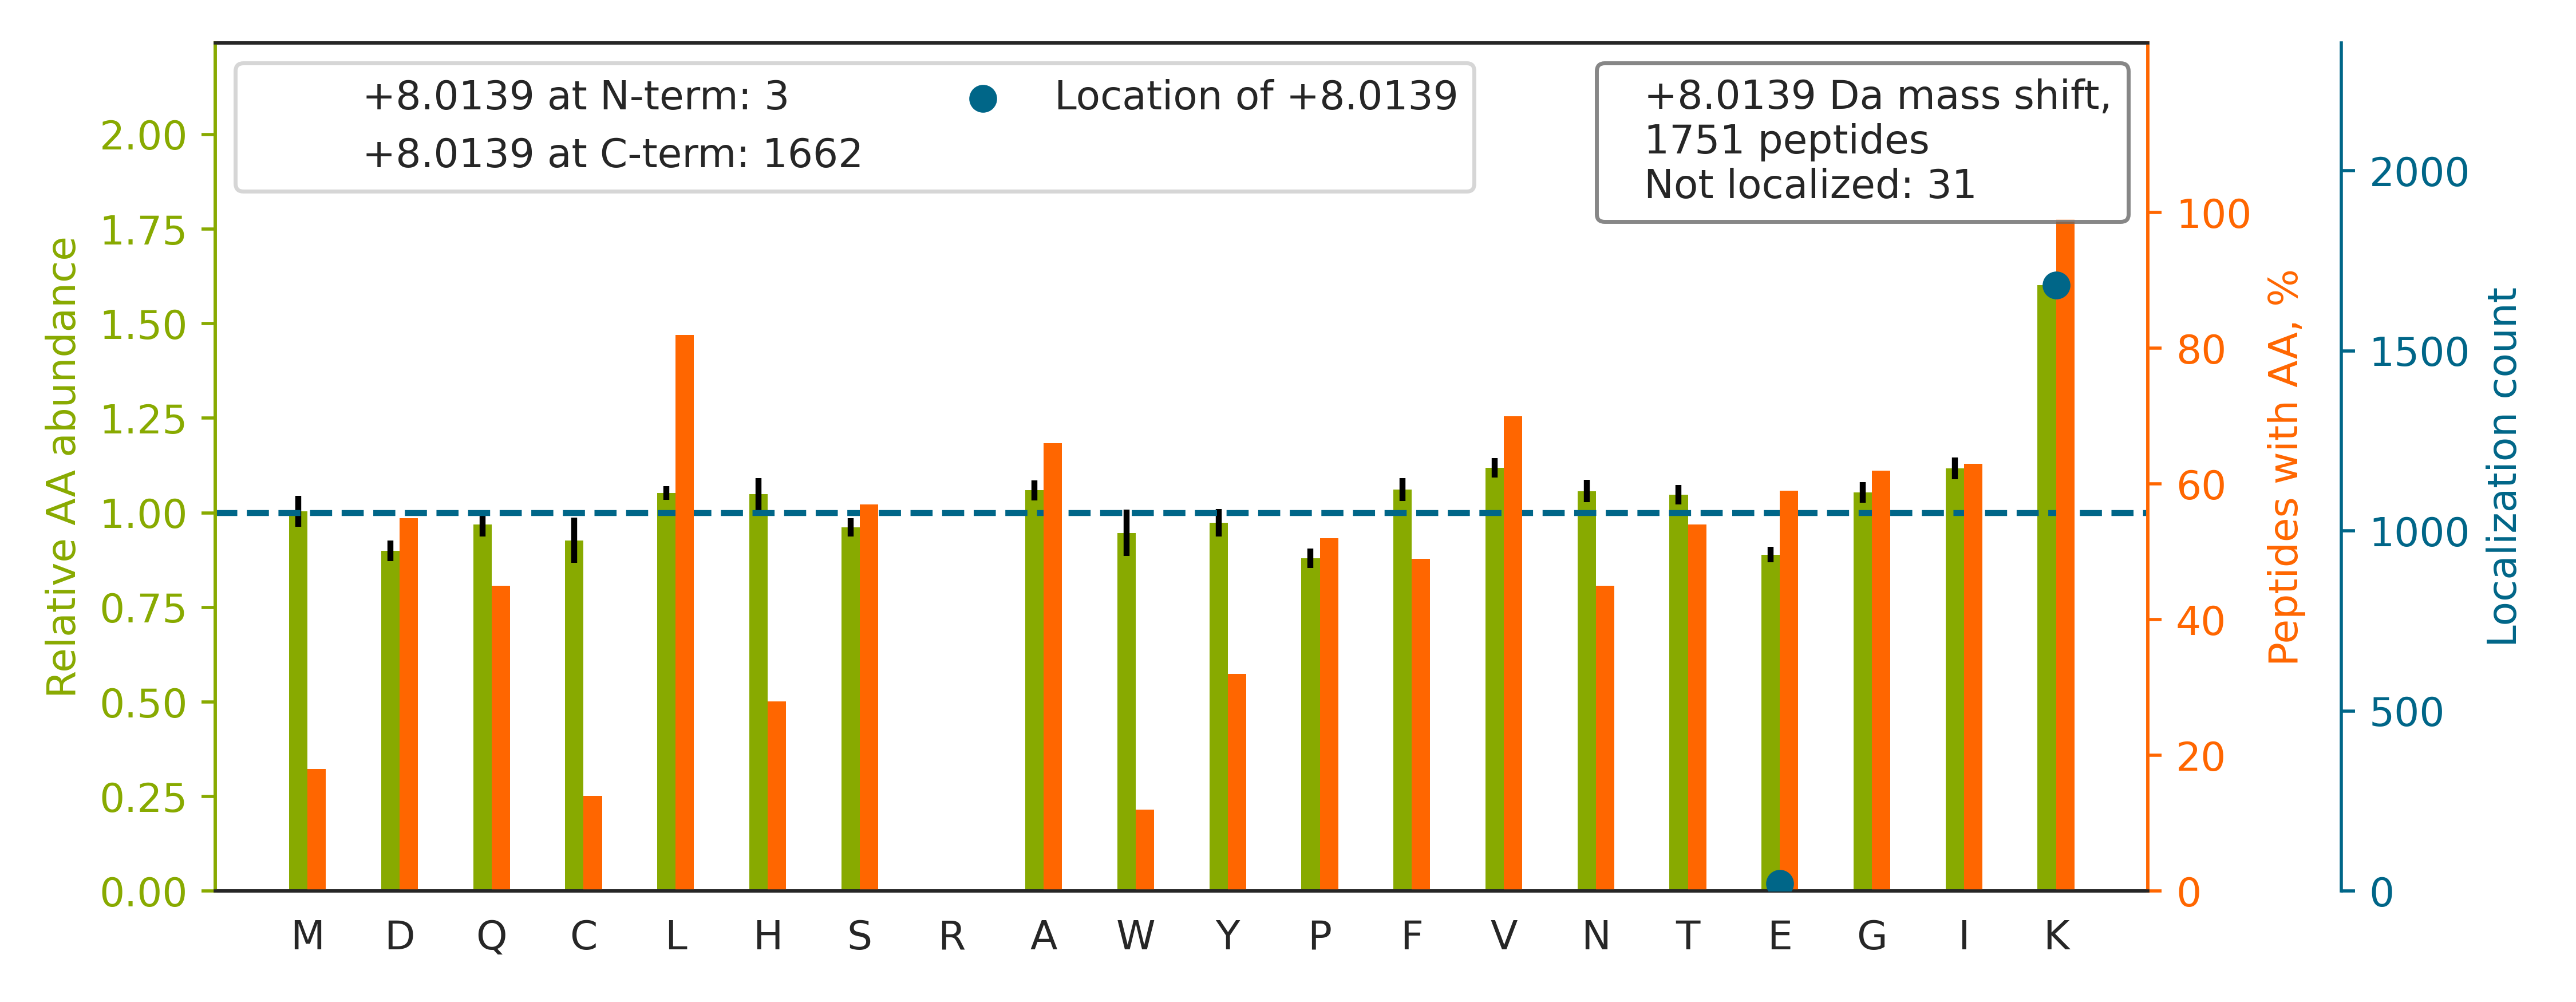 +8.0139 at N-term: 3
+8.0139 at C-term: 1662
Location of +8.0139
+8.0139 Da mass shift,
1751 peptides
Not localized: 31
Relative AA abundance
2.00
1.75
1.50
1.25
1.00
0.75
0.50
0.25
0.00
M D Q C L H S R A W Y P F V N T E G I K
100
80
60
40
20
0
Peptides with AA, %
2000
1500
1000
500
0
Localization count